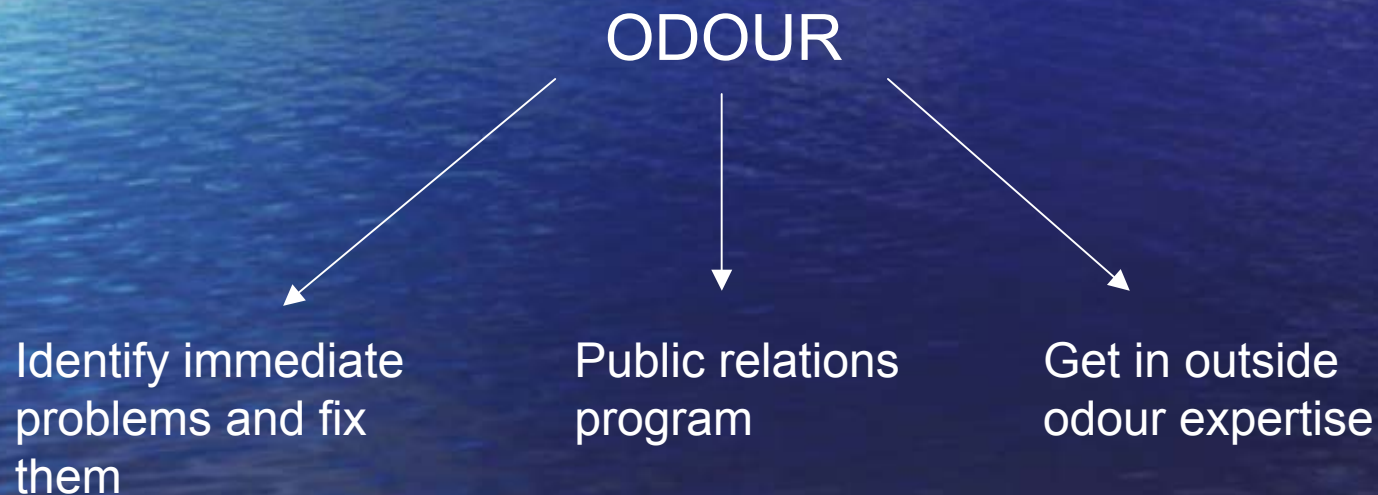 ODOUR
Identify immediate
problems and fix
them
Public relations
program
Get in outside
odour expertise